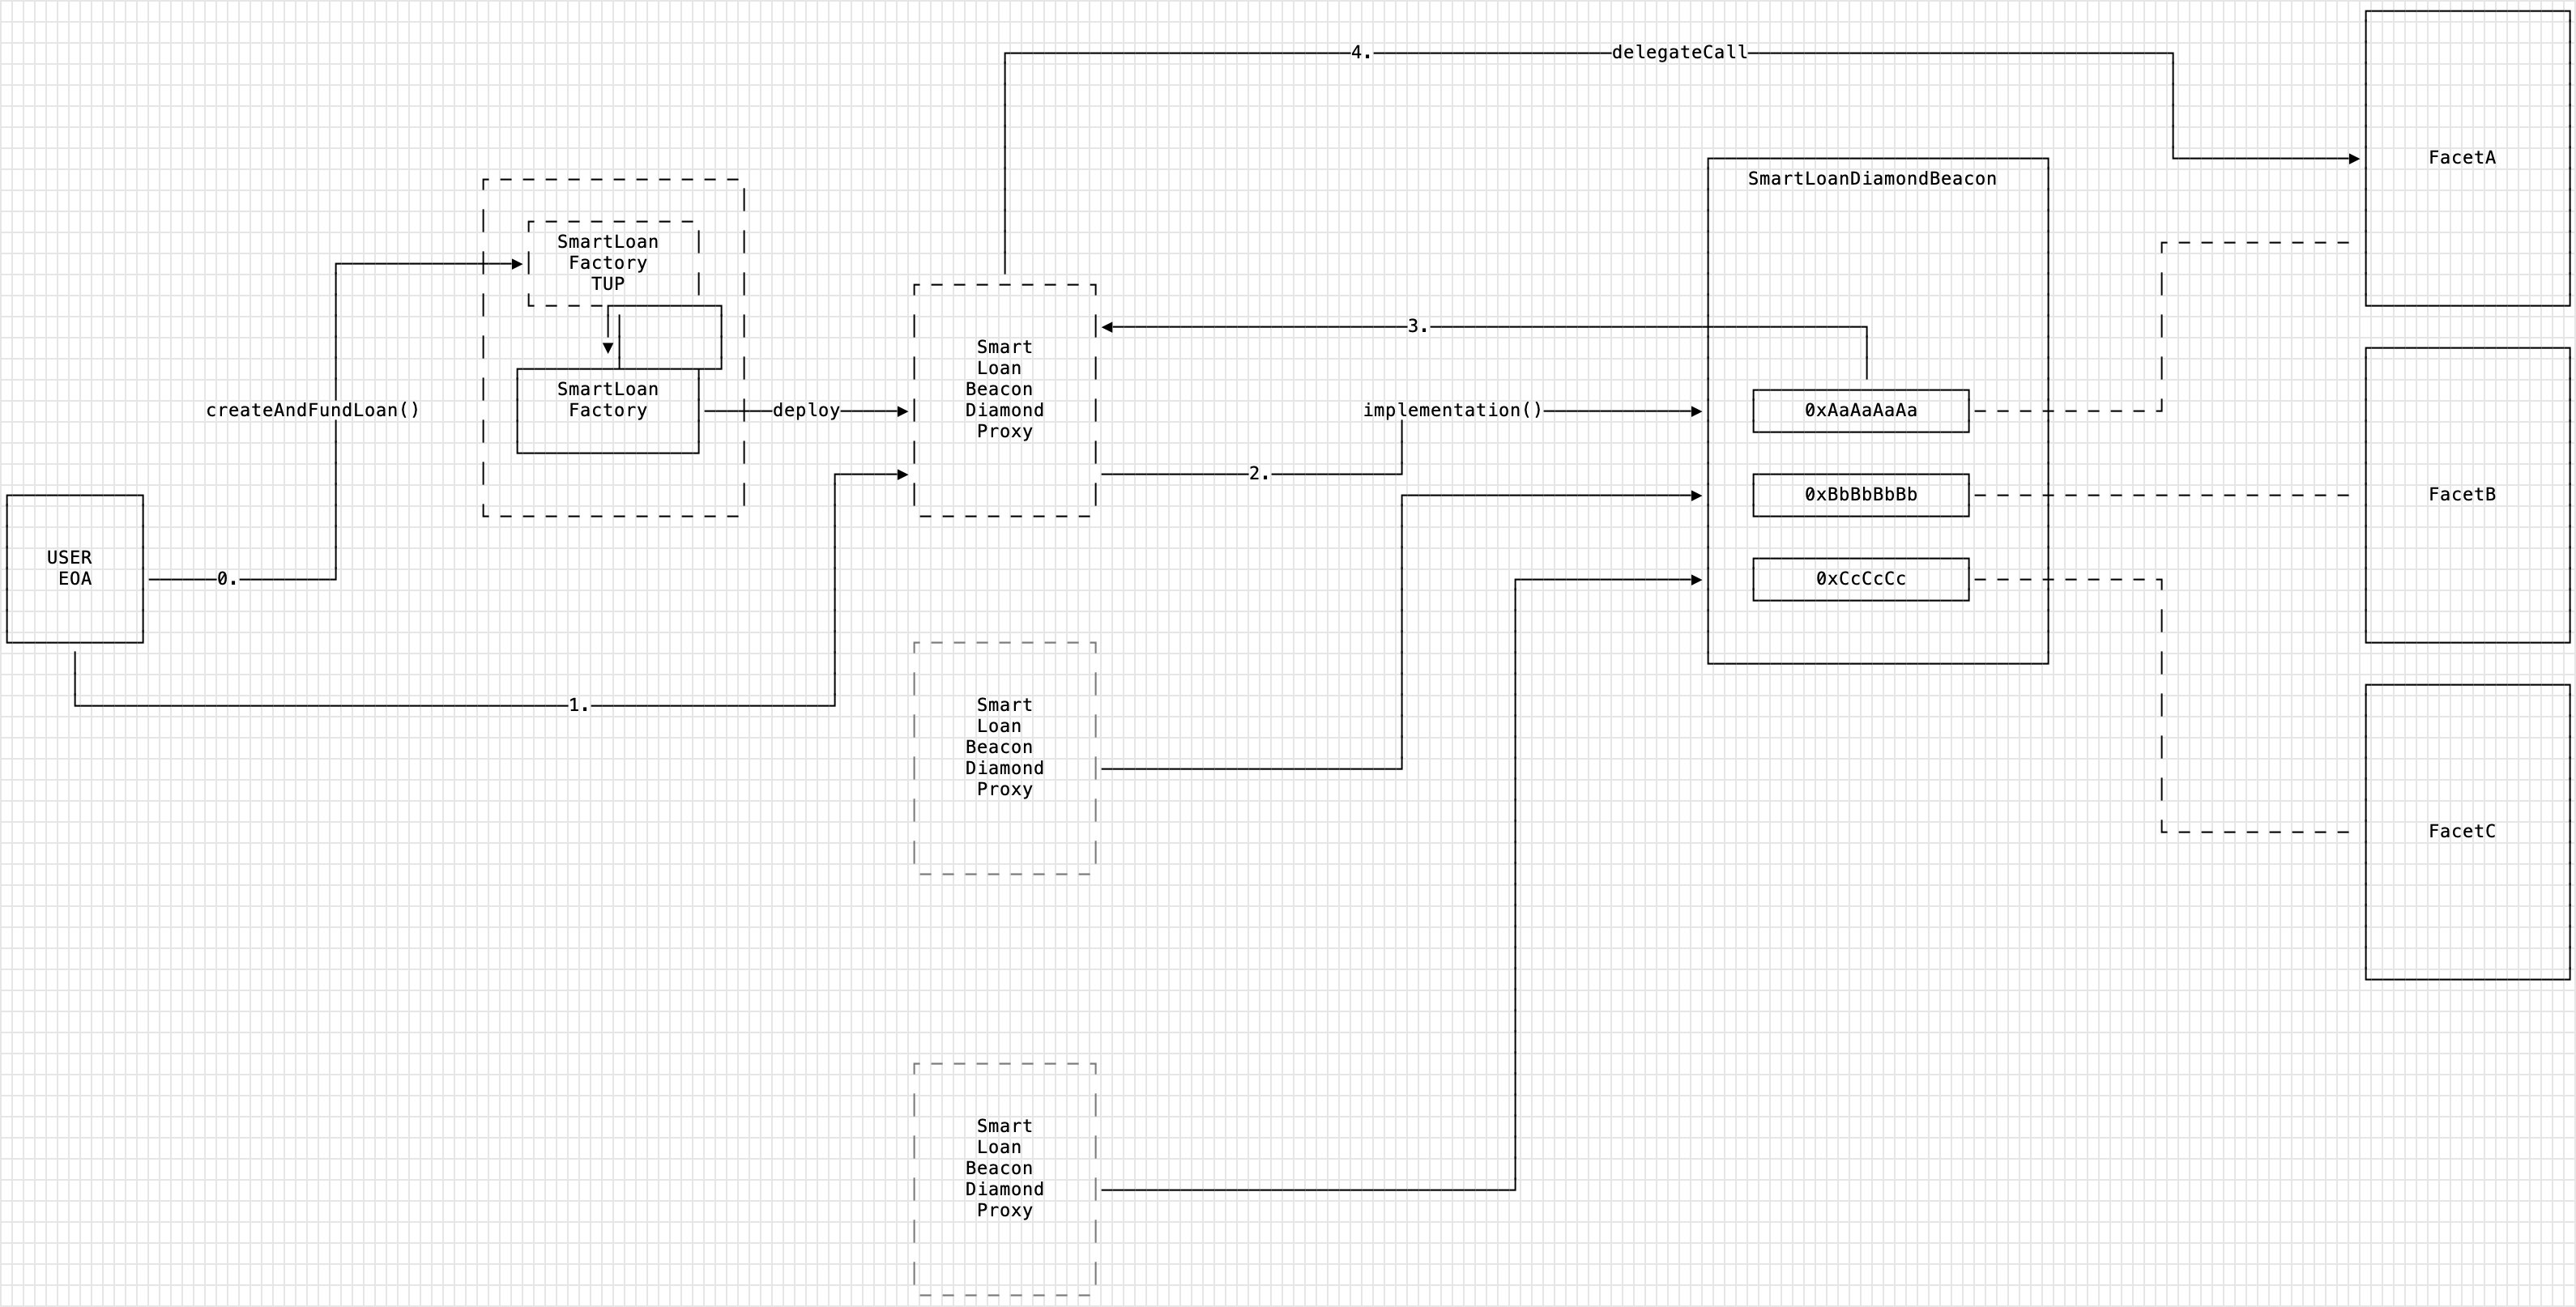 4.
delegateCall
FacetA
SmartLoanDiamondBeacon
SmartLoan
Factory
TUP
3.
Smart
Loan
Beacon
Diamond
Proxy
SmartLoan
Factory
createAndFundLoan()
deploy
implementation()
0xAaAaAaAa
2.
0xBbBbBbBb
FacetB
USER
EOA
0.
0xCcCcCc
1.
Smart
Loan
Beacon
Diamond
Proxy
FacetC
Smart
Loan
Beacon
Diamond
Proxy